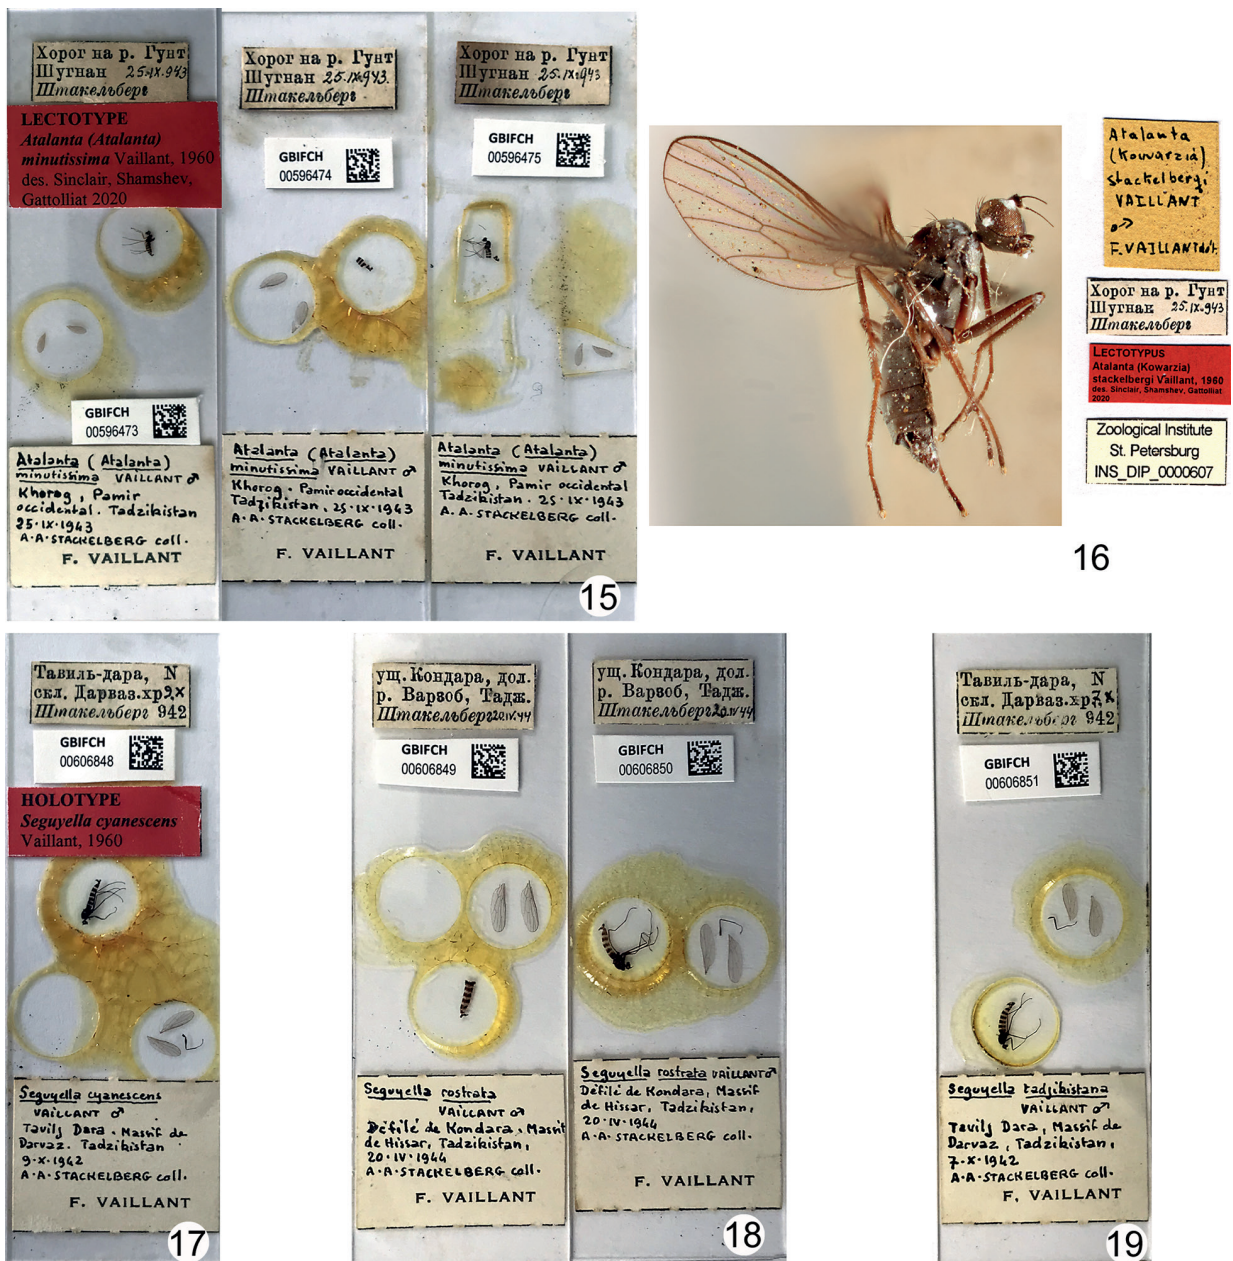 Хорог на р. Гунт
Шугнан 25.IX.943
Штакельберг
LECTOTYPE
Atalanta (Atalanta)
minutissima Vaillant, 1960
des. Sinclair, Shamshev,
Gattolliat 2020
GBIFCH
00596473
Atalanta (Atalanta)
minutissima VAILLANT ♂
Khorog, Pamir
occidental. Tadzikistan
25.IX.1943
A.A.STACKELBERG coll.
F. VAILLANT
Хорог на р. Гунт
Шугнан 25.IX.943.
Штакельберг
GBIFCH
00596474
Atalanta (Atalanta)
minutissima VAILLANT ♂
Khorog. Pamir occidental
Tadzikistan. 25.IX.1943
A.A.STACKELBERG coll.
F. VAILLANT
Хорог на р. Гунт
Шугнан 25.IX.943
Штакельберг
GBIFCH
00596475
Atalanta (Atalanta)
minutissima VAILLANT ♂
Khorog, Pamir occidental
Tadzikistan. 25.IX.1943
A.A.STACKELBERG coll.
F. VAILLANT
15
Atalanta
(Kowarzia)
stackelbergi
VAILLANT
♂
F.VAILLANT dét.
Хорог на р. Гунт
Шугнан 25.IX.943
Штакельберг
LECTOTYPUS
Atalanta (Kowarzia)
stackelbergi Vaillant, 1960
des. Sinclair, Shamshev, Gattolliat
2020
Zoological Institute
St. Petersburg
INS_DIP_0000607
16
Тавиль-дара, N
скл. Дарваз.хр 9.X
Штакельберг 942
GBIFCH
00606848
HOLOTYPE
Seguyella cyanescens
Vaillant, 1960
Seguyella cyanescens
VAILLANT ♂
Tavilj Dara. Massif de
Darvaz. Tadzikistan
9.X.1942
A.A.STACKELBERG coll.
F. VAILLANT
17
ущ. Кондара, дол.
р. Варзоб, Тадж.
Штакельберг 20.IV.44
GBIFCH
00606849
Seguyella rostrata
VAILLANT ♂
Défilé de Kondara. Massif
de Hissar, Tadzikistan,
20.IV.1944
A.A.STACKELBERG coll.
F. VAILLANT
ущ. Кондара, дол.
р. Варзоб, Тадж.
Штакельберг 20.IV.44
GBIFCH
00606850
Seguyella rostrata VAILLANT ♂
Défilé de Kondara, Massif
de Hissar, Tadzikistan,
20.IV.1944
A.A.STACKELBERG coll.
F. VAILLANT
18
Тавиль-дара, N
скл. Дарваз.хр 7.X
Штакельберг 942
GBIFCH
00606851
Seguyella tadjikistana
VAILLANT ♂
Tavilj Dara, Massif de
Darvaz, Tadzikistan,
7.X.1942
A.A.STACKELBERG coll.
F. VAILLANT
19